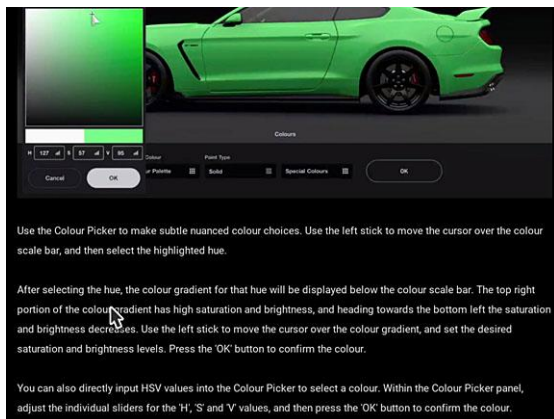 Colours
H 127 S 57 V 95
Colour
Paint Type
ur Palette
Solid
Special Colours
OK
Cancel
OK
Use the Colour Picker to make subtle nuanced colour choices. Use the left stick to move the cursor over the colour
scale bar, and then select the highlighted hue.
After selecting the hue, the colour gradient for that hue will be displayed below the colour scale bar. The top right
portion of the colour gradient has high saturation and brightness, and heading towards the bottom left the saturation
and brightness decreases. Use the left stick to move the cursor over the colour gradient, and set the desired
saturation and brightness levels. Press the 'OK' button to confirm the colour.
You can also directly input HSV values into the Colour Picker to select a colour. Within the Colour Picker panel,
adjust the individual sliders for the 'H', 'S' and 'V' values, and then press the 'OK' button to confirm the colour.